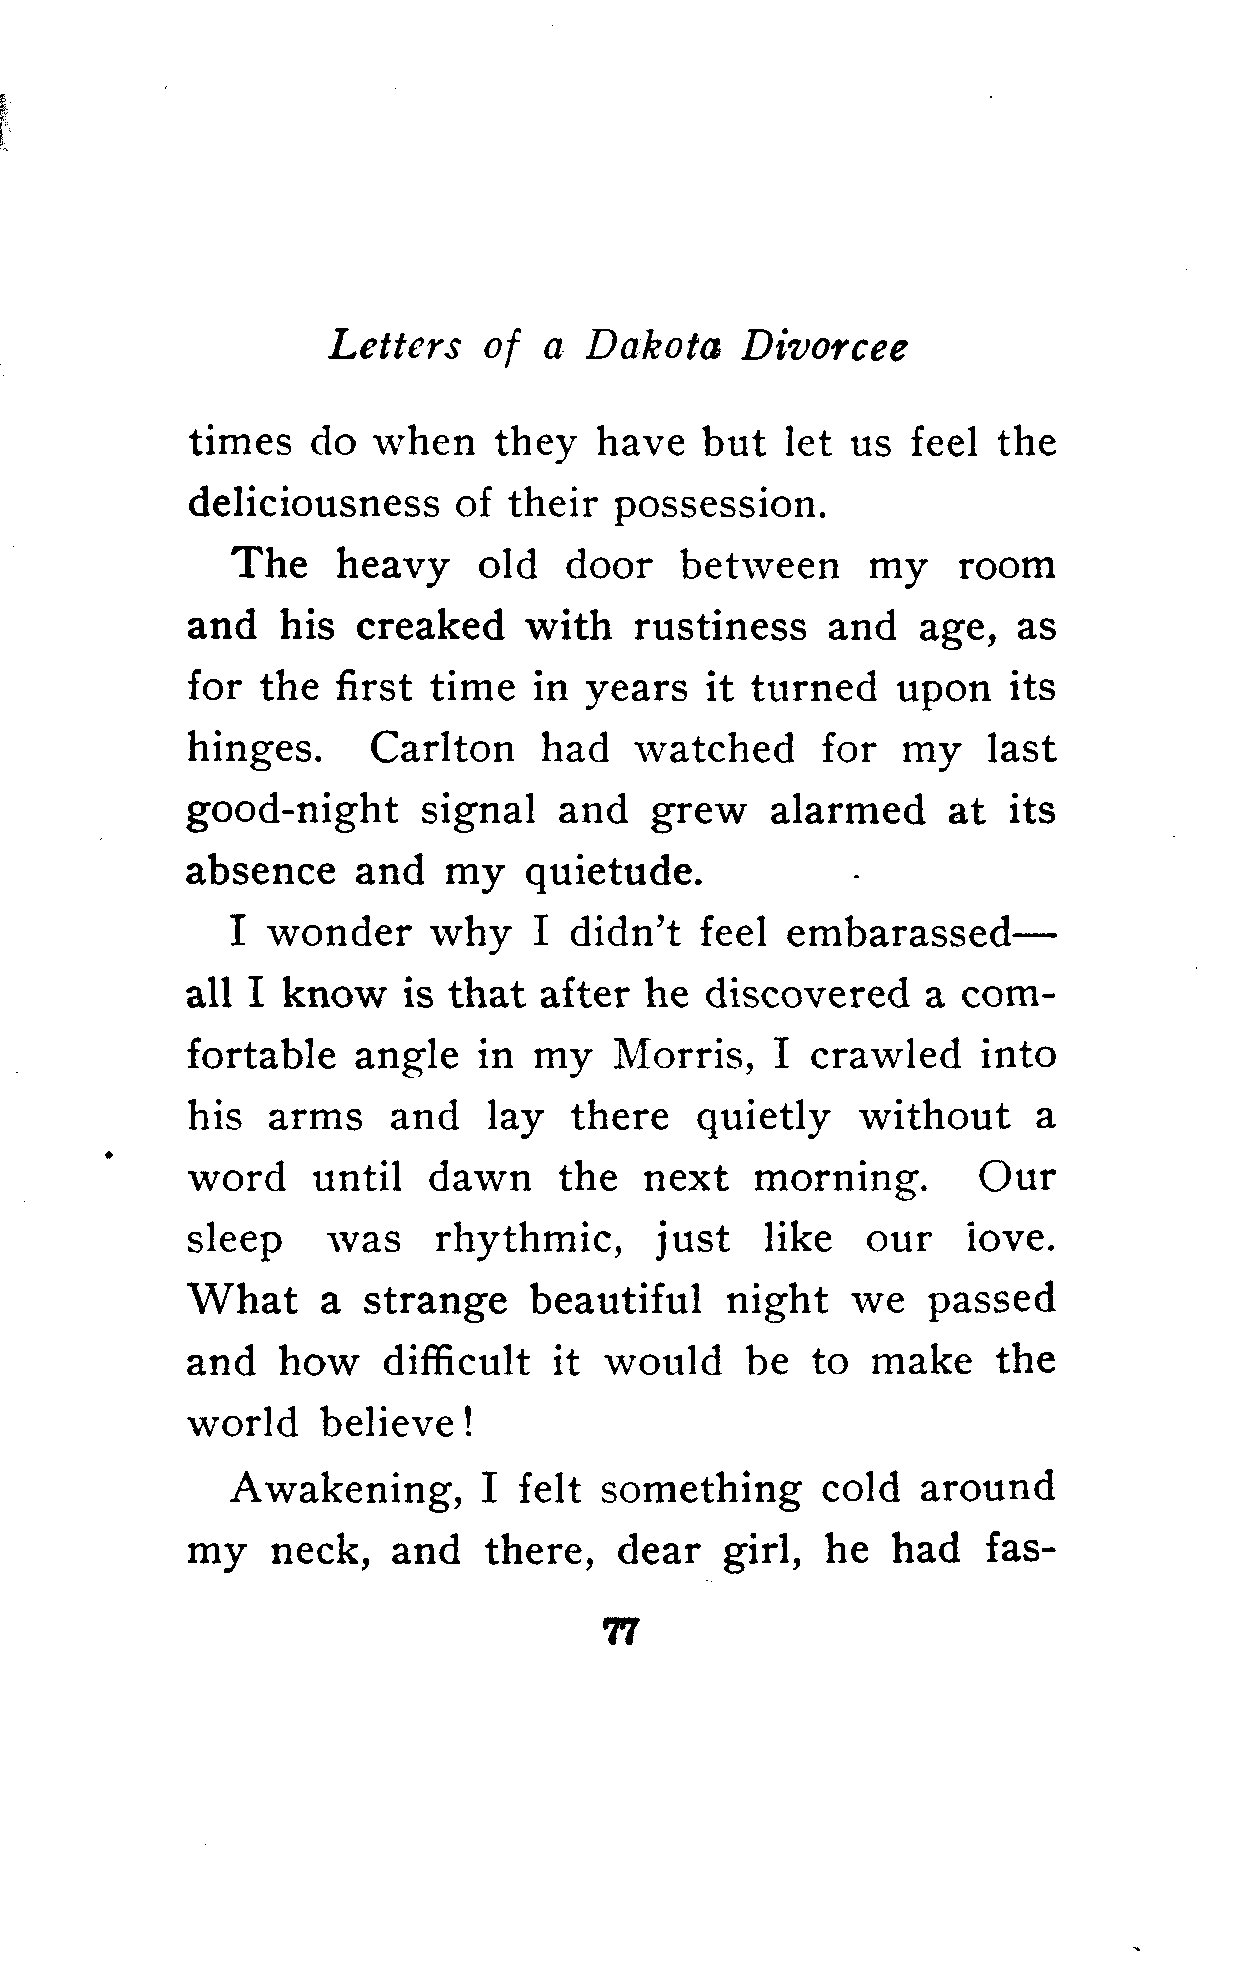 Letters of a Dakota Divorcee
times do when they have but let us feel the
deliciousness of their possession.
The heavy old door between my room
and his creaked with rustiness and age, as
for the first time in years it turned upon its
hinges. Carlton had watched for my last
good-night signal and grew alarmed at its
absence and my quietude.
I wonder why I didn't feel embarassed—
all I know is that after he discovered a com-
fortable angle in my Morris, I crawled into
his arms and lay there quietly without a
word until dawn the next morning. Our
sleep was rhythmic, just like our love.
What a strange beautiful night we passed
and how difficult it would be to make the
world believe!
Awakening, I felt something cold around
my neck, and there, dear girl, he had fas-
77